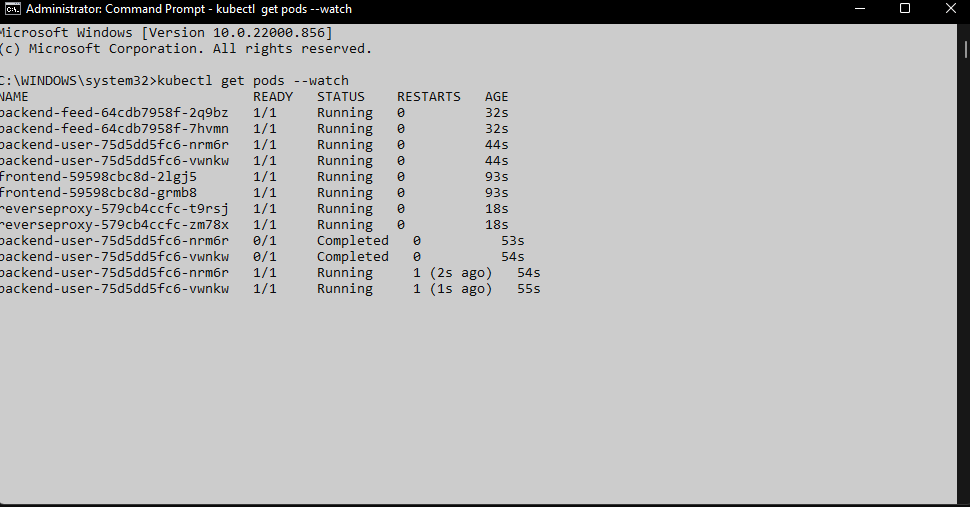 Administrator: Command Prompt - kubectl get pods --watch
Microsoft Windows [Version 10.0.22000.856]
(c) Microsoft Corporation. All rights reserved.
C:\WINDOWS\system32>kubectl get pods --watch
NAME READY STATUS RESTARTS AGE
backend-feed-64cdb7958f-2q9bz 1/1 Running 0 32s
backend-feed-64cdb7958f-7hvmn 1/1 Running 0 32s
backend-user-75d5dd5fc6-nrm6r 1/1 Running 0 44s
backend-user-75d5dd5fc6-vwnkw 1/1 Running 0 44s
frontend-59598cbc8d-2lgj5 1/1 Running 0 93s
frontend-59598cbc8d-grmb8 1/1 Running 0 93s
reverseproxy-579cb4ccfc-t9rsj 1/1 Running 0 18s
reverseproxy-579cb4ccfc-zm78x 1/1 Running 0 18s
backend-user-75d5dd5fc6-nrm6r 0/1 Completed 0 53s
backend-user-75d5dd5fc6-vwnkw 0/1 Completed 0 54s
backend-user-75d5dd5fc6-nrm6r 1/1 Running 1 (2s ago) 54s
backend-user-75d5dd5fc6-vwnkw 1/1 Running 1 (1s ago) 55s